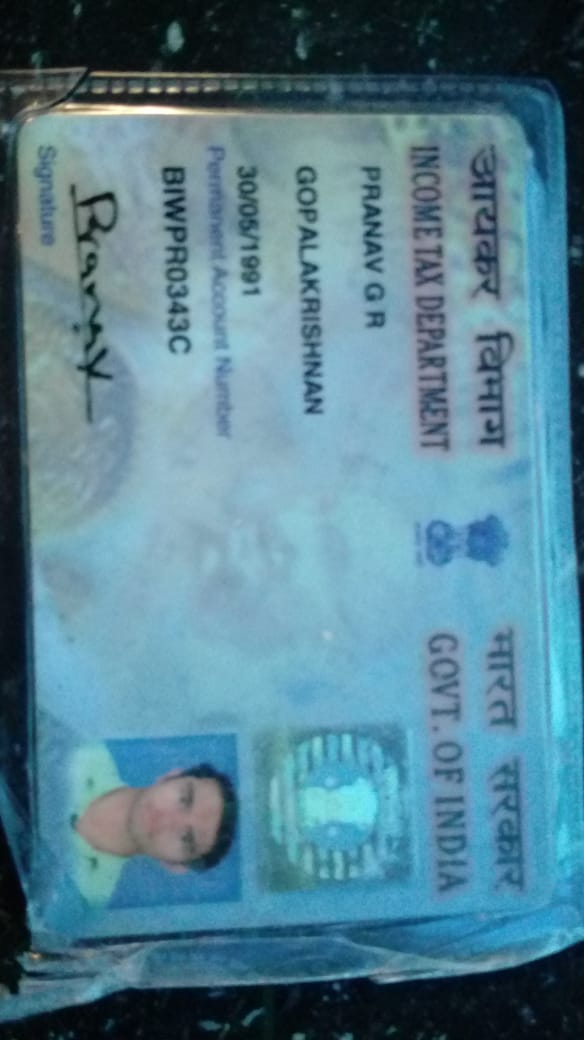 आयकर विभाग
INCOME TAX DEPARTMENT
भारत सरकार
GOVT. OF INDIA
PRANAV G R
GOPALAKRISHNAN
30/05/1991
Permanent Account Number
BIWPR0343C
Pranav
Signature